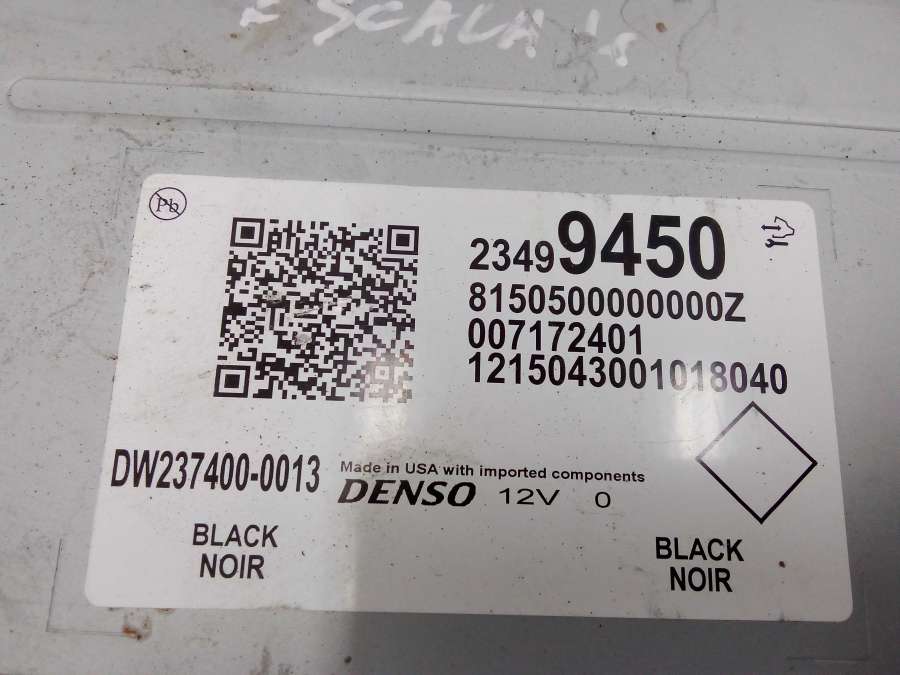 ESCALA
Pb
23499450
8150500000000Z
007172401
1215043001018040
DW237400-0013
Made in USA with imported components
DENSO 12V 0
BLACK
NOIR
BLACK
NOIR